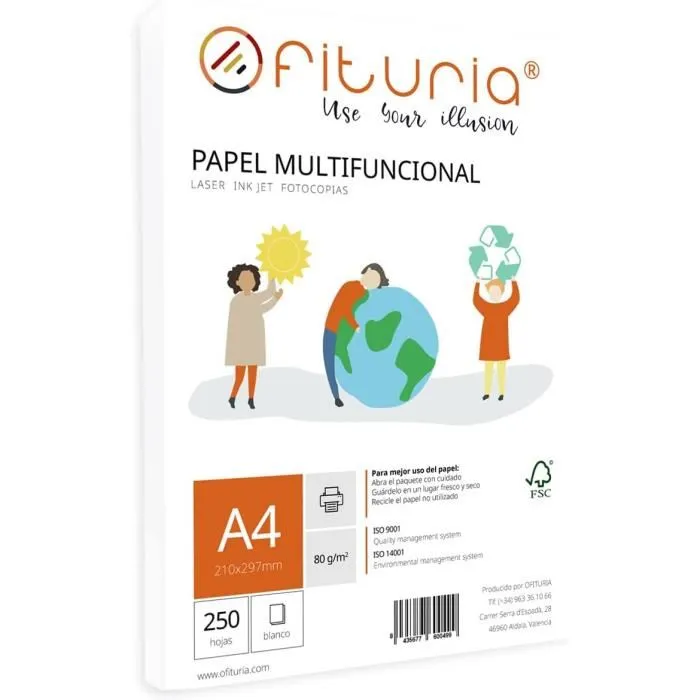 Ofituria®
Use Your illusion
PAPEL MULTIFUNCIONAL
LASER INK JET FOTOCOPIAS
A4
210x297mm
80 g/m²
250
hojas
blanco
Para mejor uso del papel:
Abra el paquete con cuidado
Guárdelo en un lugar fresco y seco
Recicle el papel no utilizado
ISO 9001
Quality management system
ISO 14001
Environmental management system
FSC
8 435677 600499
Producido por OFITURIA
Tlf. (+34) 963 36 10 66
Carrer Serra d'Espadà, 28
46960 Aldaia, Valencia
www.ofituria.com